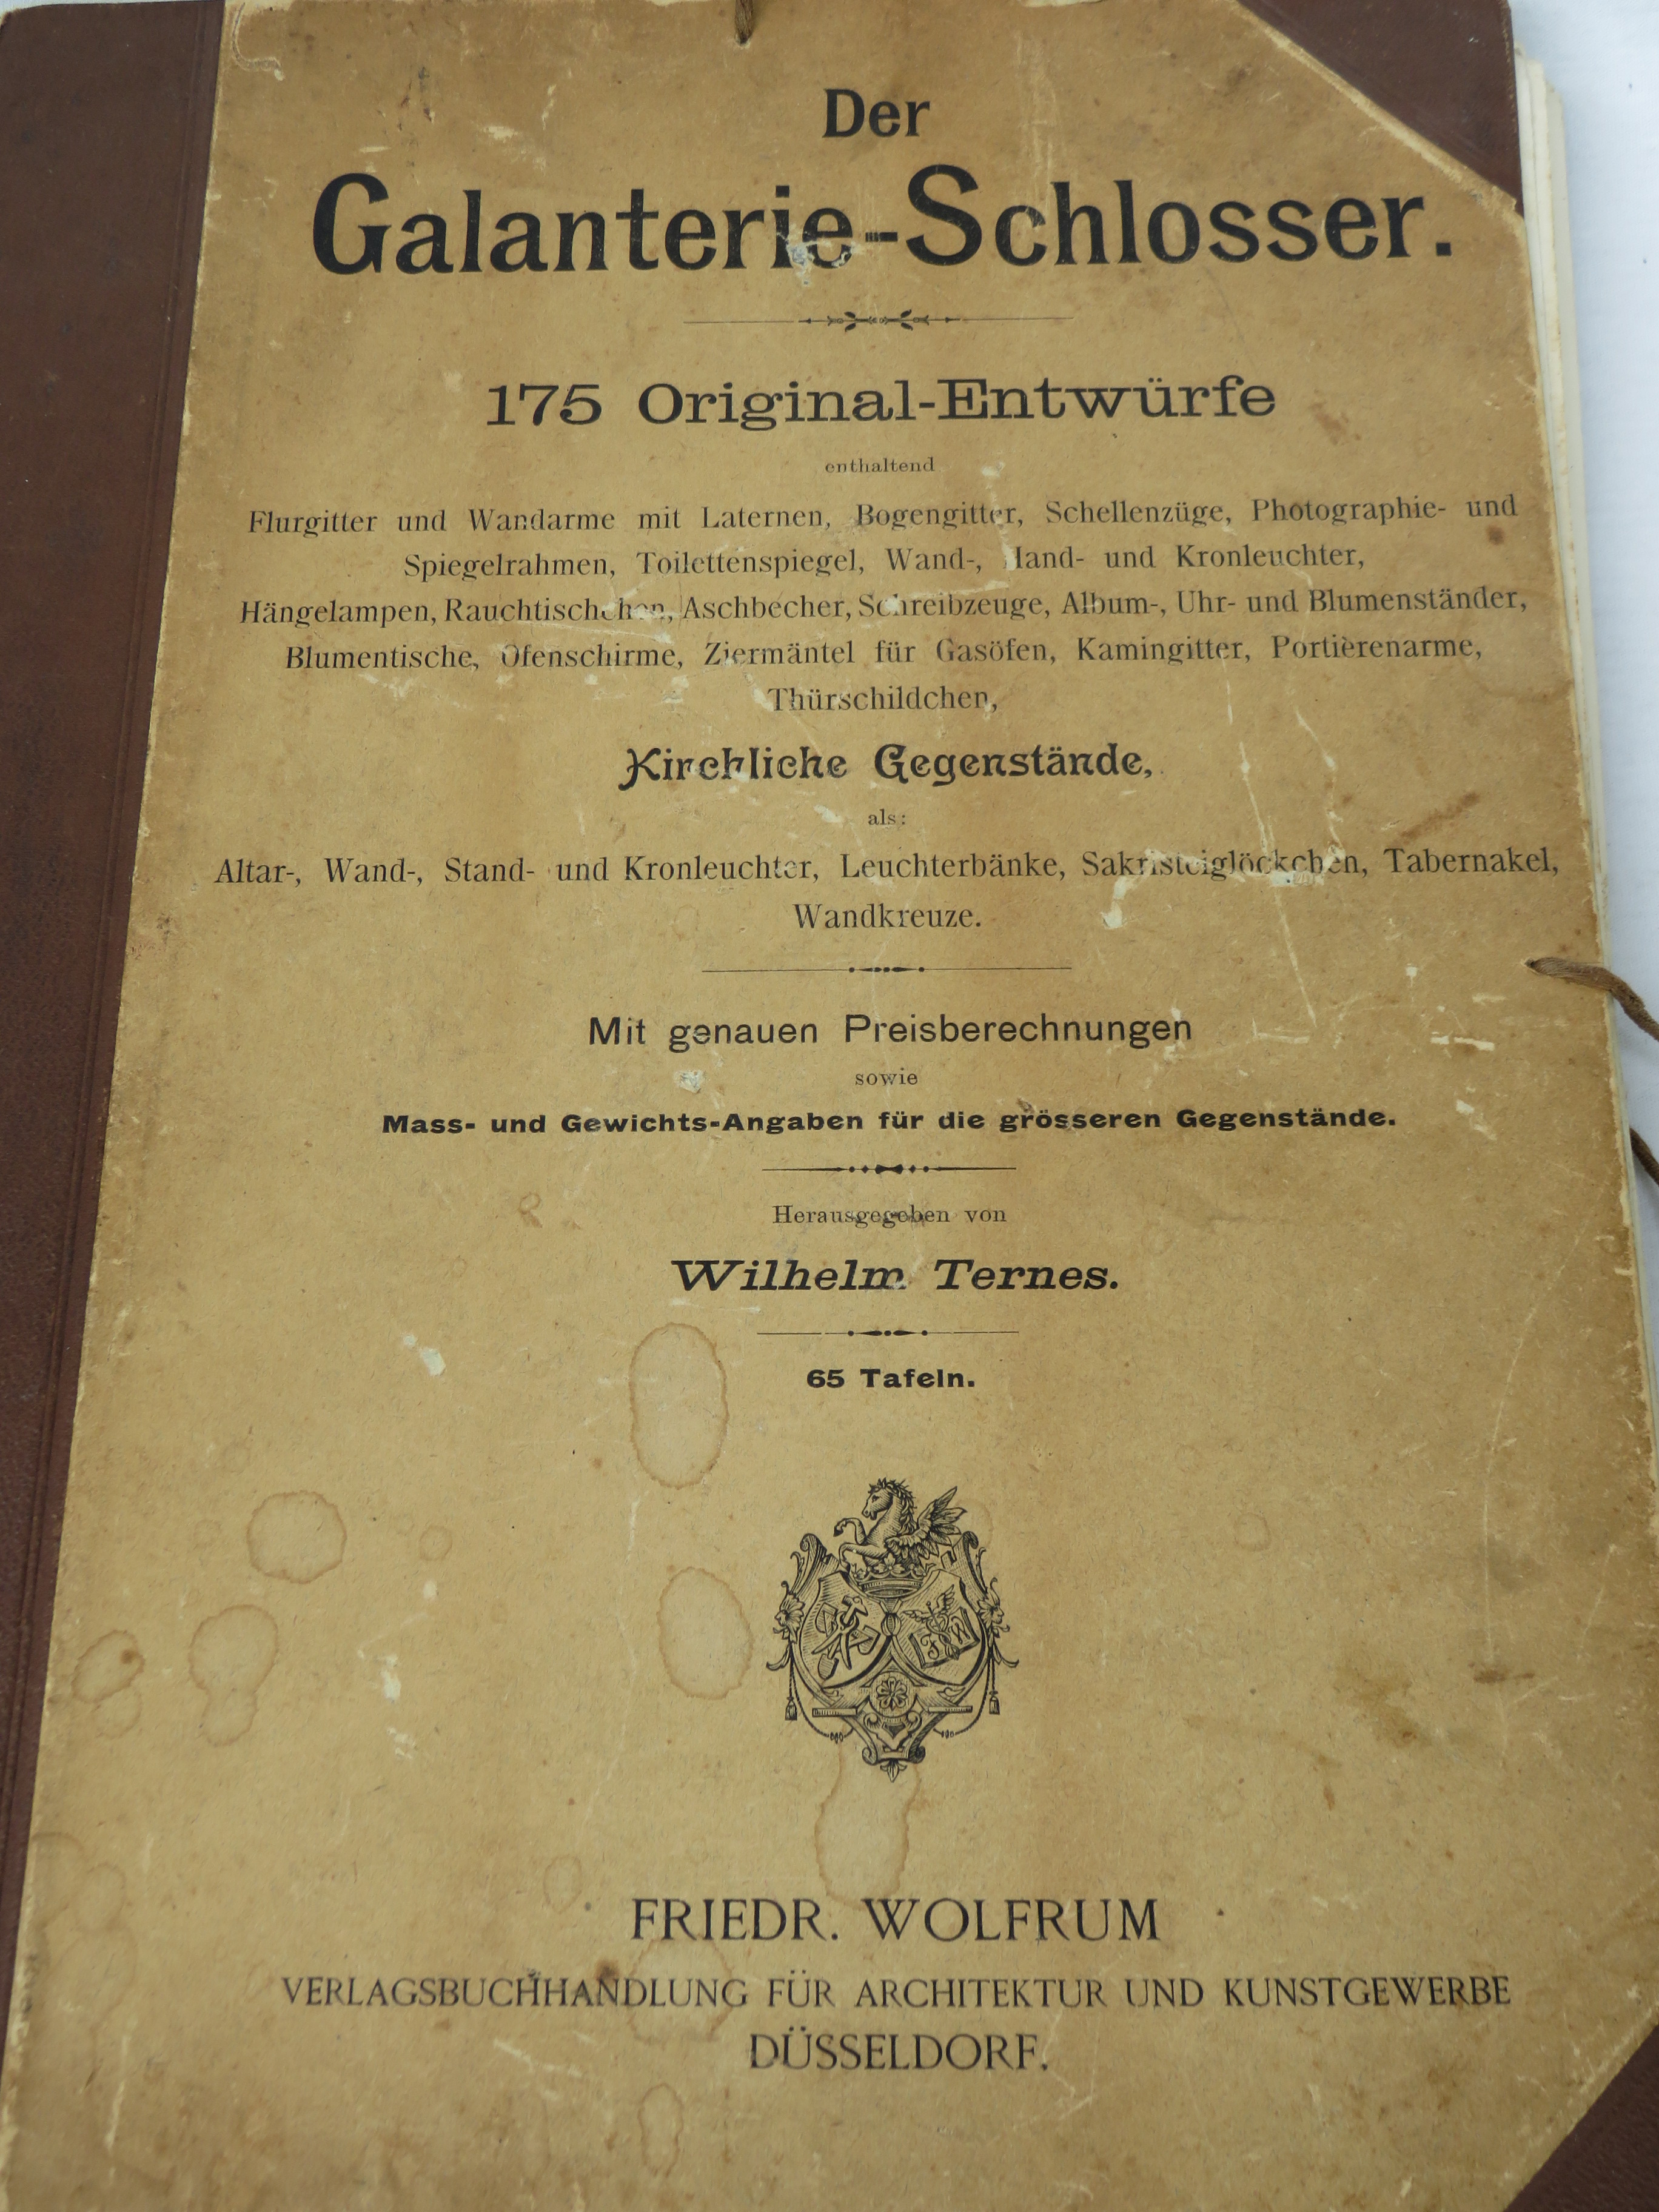 Der
Galanterie-Schlosser.
175 Original-Entwürfe
enthaltend
Flurgitter und Wandarme mit Laternen, Bogengitter, Schellenzüge, Photographie- und
Spiegelrahmen, Toilettenspiegel, Wand-, Hand- und Kronleuchter,
Hängelampen, Rauchtischchen, Aschbecher, Schreibzeuge, Album-, Uhr- und Blumenständer,
Blumentische, Ofenschirme, Ziermäntel für Gasöfen, Kamingitter, Portièrenarme,
Thürschildchen,
Kirchliche Gegenstände,
als:
Altar-, Wand-, Stand- und Kronleuchter, Leuchterbänke, Sakristeiglöckchen, Tabernakel,
Wandkreuze.
Mit genauen Preisberechnungen
sowie
Mass- und Gewichts-Angaben für die grösseren Gegenstände.
Herausgegeben von
Wilhelm Ternes.
65 Tafeln.
F W
FRIEDR. WOLFRUM
VERLAGSBUCHHANDLUNG FÜR ARCHITEKTUR UND KUNSTGEWERBE
DÜSSELDORF.